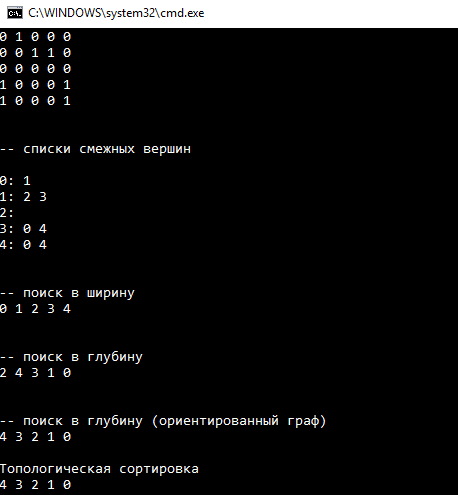 C:\WINDOWS\system32\cmd.exe
0 1 0 0 0
0 0 1 1 0
0 0 0 0 0
1 0 0 0 1
1 0 0 0 1
-- списки смежных вершин
0: 1
1: 2 3
2:
3: 0 4
4: 0 4
-- поиск в ширину
0 1 2 3 4
-- поиск в глубину
2 4 3 1 0
-- поиск в глубину (ориентированный граф)
4 3 2 1 0
Топологическая сортировка
4 3 2 1 0